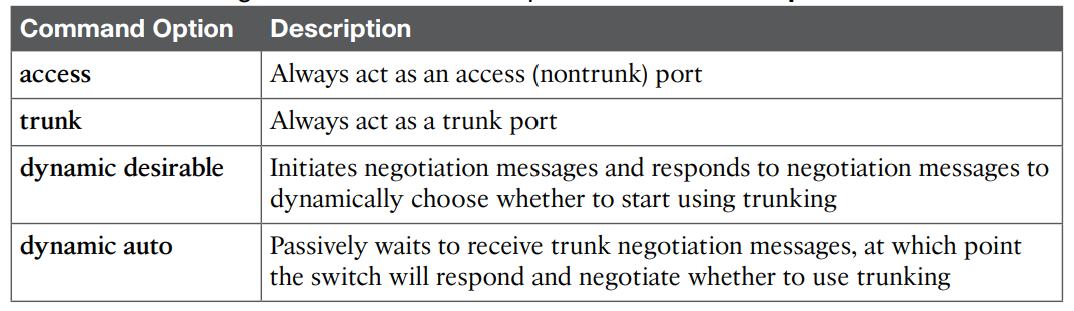 Command Option Description
access Always act as an access (nontrunk) port
trunk Always act as a trunk port
dynamic desirable Initiates negotiation messages and responds to negotiation messages to
dynamically choose whether to start using trunking
dynamic auto Passively waits to receive trunk negotiation messages, at which point
the switch will respond and negotiate whether to use trunking